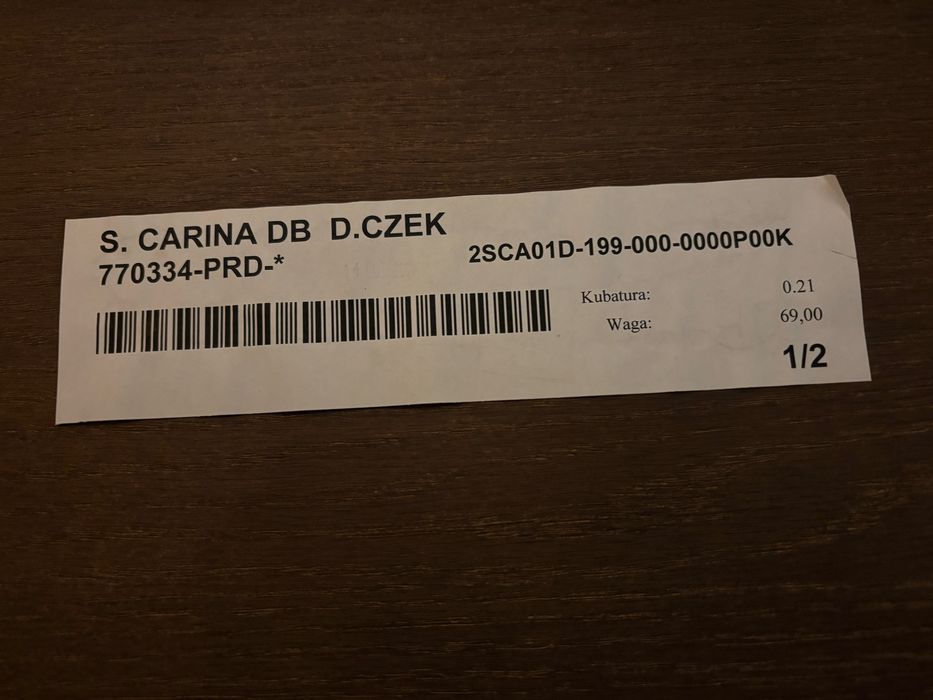 S. CARINA DB D.CZEK
770334-PRD-*
2SCA01D-199-000-0000P00K
Kubatura: 0.21
Waga: 69,00
1/2